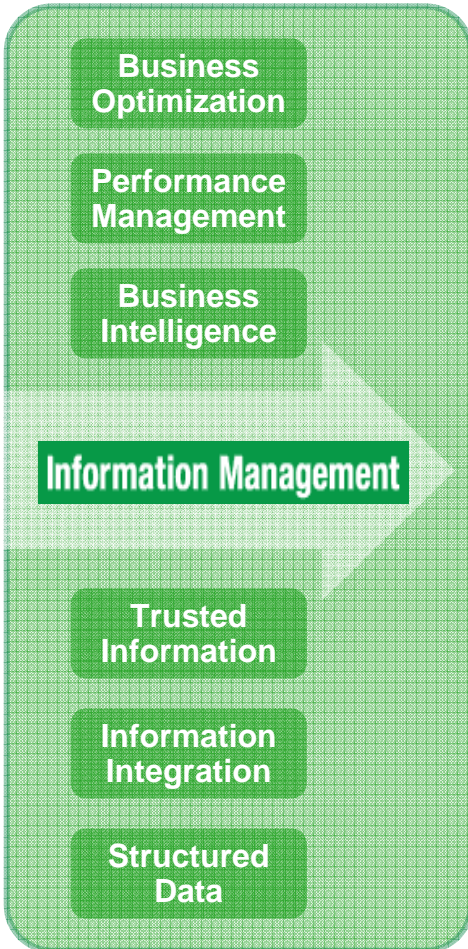 Business
Optimization
Performance
Management
Business
Intelligence
Information Management
Trusted
Information
Information
Integration
Structured
Data